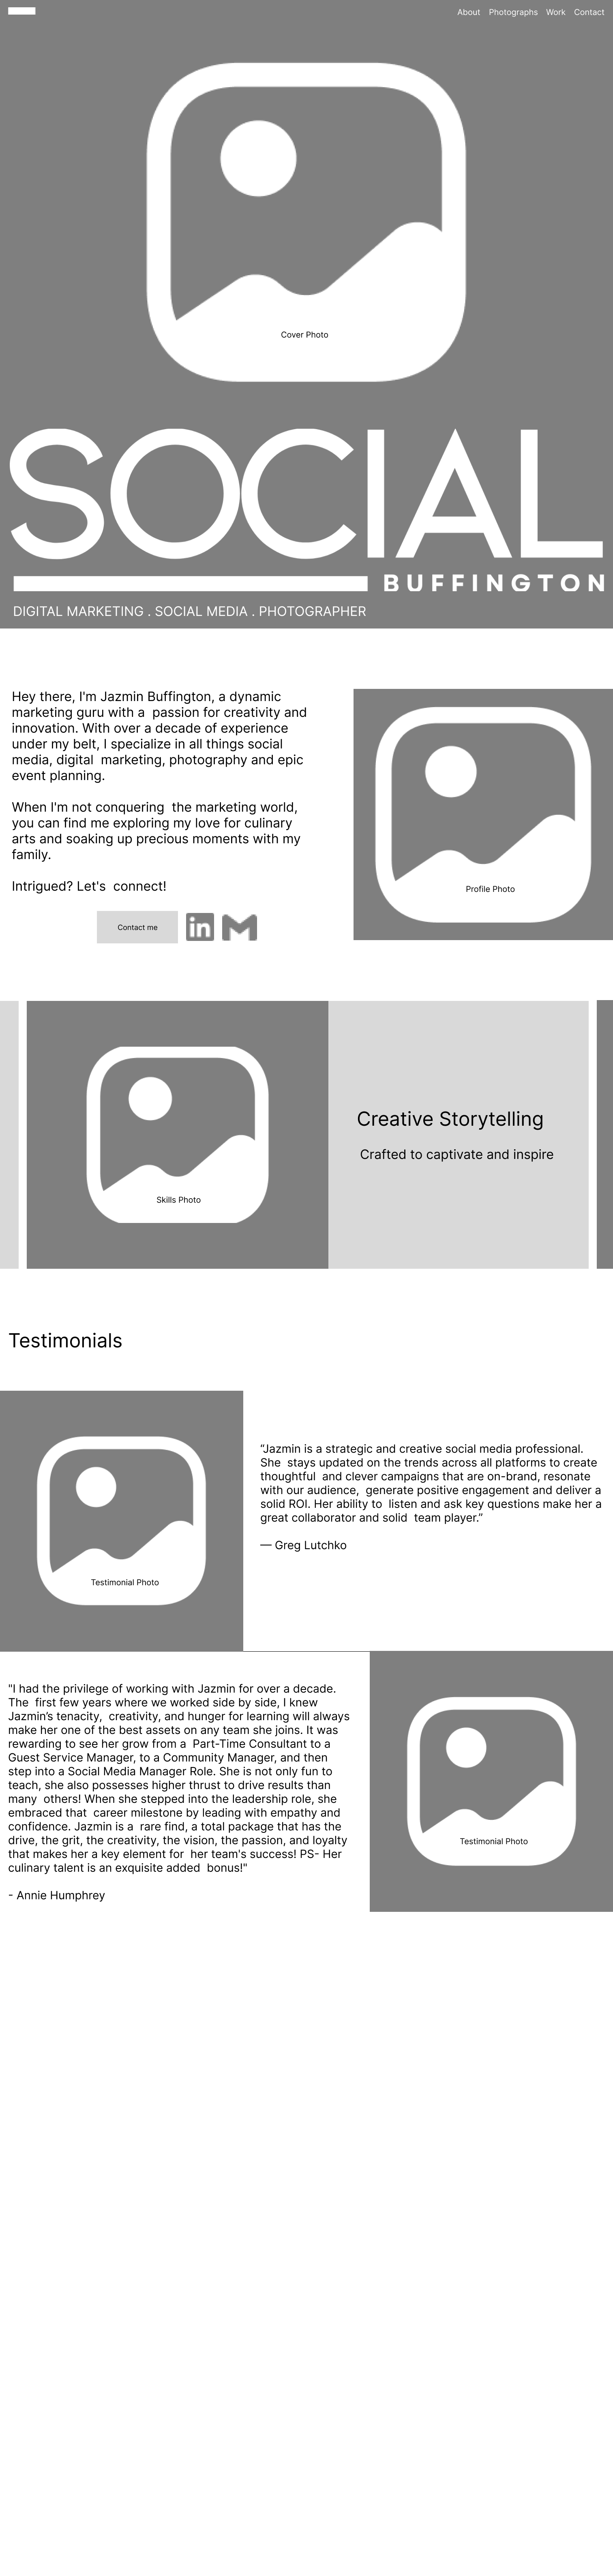 About Photographs Work Contact
Cover Photo
SOCIAL
BUFFINGTON
DIGITAL MARKETING . SOCIAL MEDIA . PHOTOGRAPHER
Hey there, I'm Jazmin Buffington, a dynamic
marketing guru with a  passion for creativity and
innovation. With over a decade of experience
under my belt, I specialize in all things social
media, digital  marketing, photography and epic
event planning.
When I'm not conquering  the marketing world,
you can find me exploring my love for culinary
arts and soaking up precious moments with my
family.
Intrigued? Let's  connect!
Profile Photo
Contact me
in
Skills Photo
Creative Storytelling
Crafted to captivate and inspire
Testimonials
Testimonial Photo
“Jazmin is a strategic and creative social media professional.
She  stays updated on the trends across all platforms to create
thoughtful  and clever campaigns that are on-brand, resonate
with our audience,  generate positive engagement and deliver a
solid ROI. Her ability to  listen and ask key questions make her a
great collaborator and solid  team player.”
— Greg Lutchko
"I had the privilege of working with Jazmin for over a decade.
The  first few years where we worked side by side, I knew
Jazmin’s tenacity,  creativity, and hunger for learning will always
make her one of the best assets on any team she joins. It was
rewarding to see her grow from a  Part-Time Consultant to a
Guest Service Manager, to a Community Manager, and then
step into a Social Media Manager Role. She is not only fun to
teach, she also possesses higher thrust to drive results than
many  others! When she stepped into the leadership role, she
embraced that  career milestone by leading with empathy and
confidence. Jazmin is a  rare find, a total package that has the
drive, the grit, the creativity, the vision, the passion, and loyalty
that makes her a key element for  her team's success! PS- Her
culinary talent is an exquisite added  bonus!"
- Annie Humphrey
Testimonial Photo